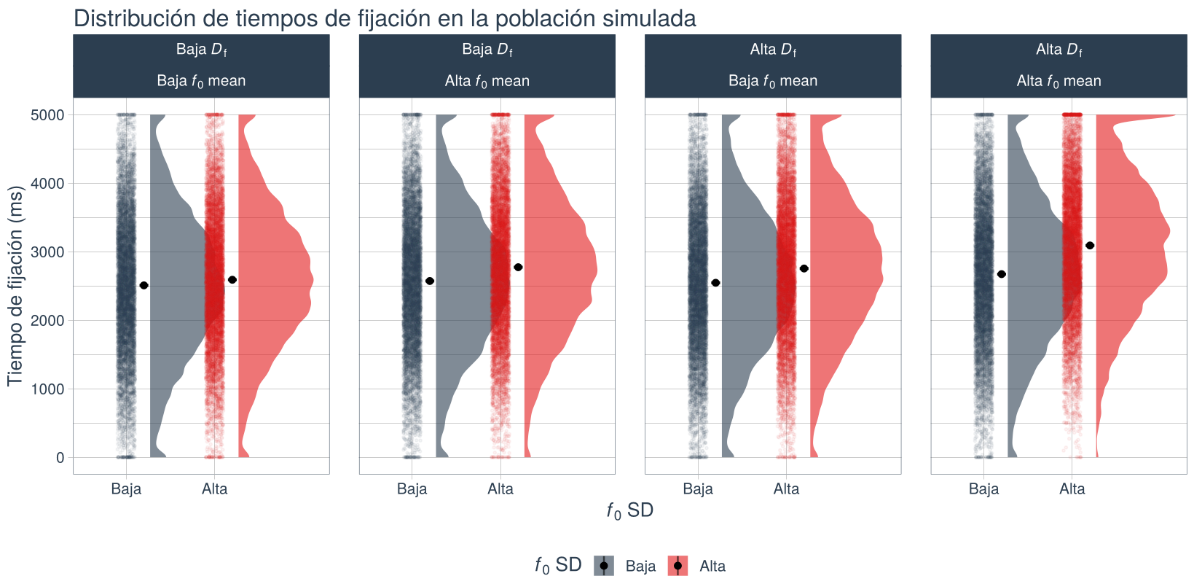 Distribución de tiempos de fijación en la población simulada
Baja Df
Baja f0 mean
Baja Df
Alta f0 mean
Alta Df
Baja f0 mean
Alta Df
Alta f0 mean
Tiempo de fijación (ms)
5000
4000
3000
2000
1000
0
Baja Alta
Baja Alta
Baja Alta
Baja Alta
f0 SD
f0 SD Baja Alta